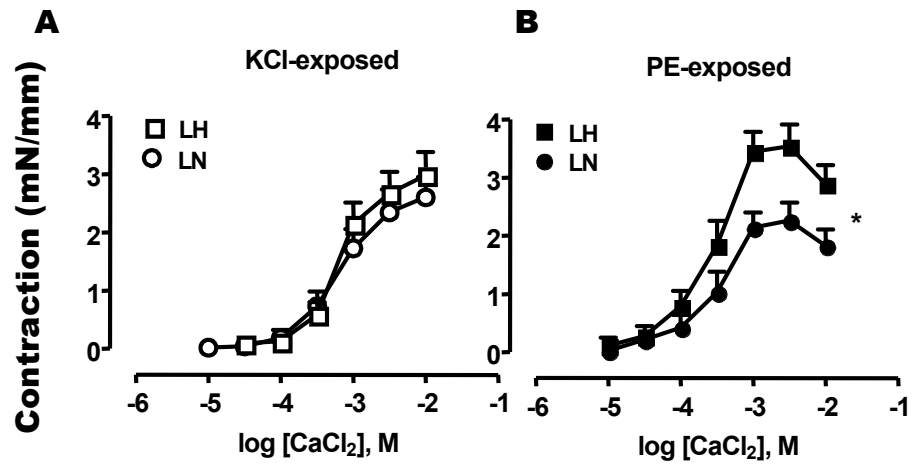 A
KCl-exposed
Contraction (mN/mm)
4
3
2
1
0
LH
LN
-6 -5 -4 -3 -2 -1
log [CaCl₂], M
B
PE-exposed
4
3
2
1
0
LH
LN
*
-6 -5 -4 -3 -2 -1
log [CaCl₂], M